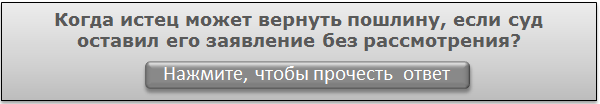 Когда истец может вернуть пошлину, если суд
оставил его заявление без рассмотрения?
Нажмите, чтобы прочесть ответ